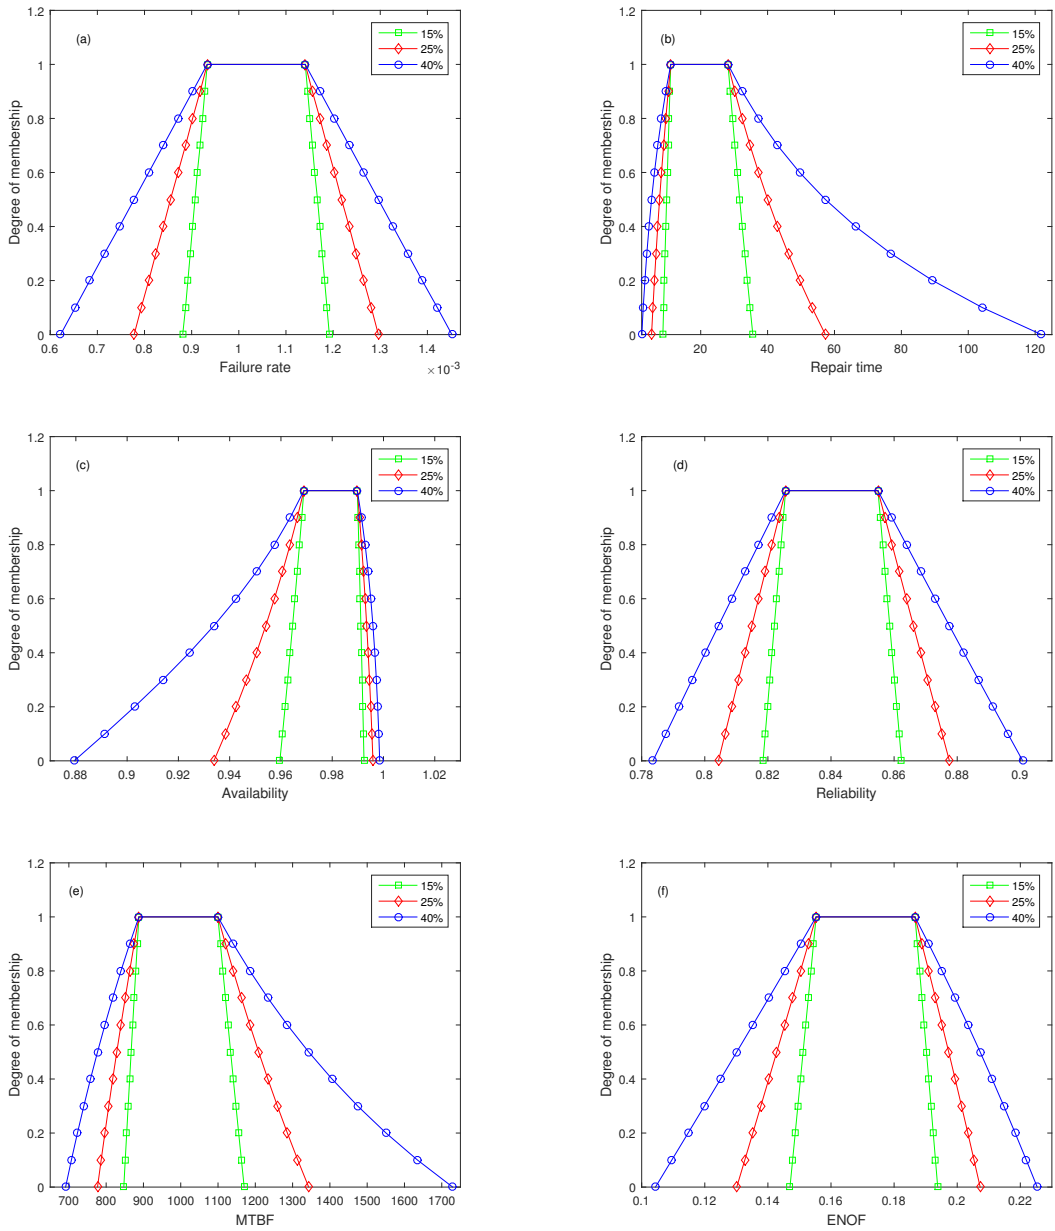 (a)
15%
25%
40%
Degree of membership
1.2
1
0.8
0.6
0.4
0.2
0
0.6 0.7 0.8 0.9 1 1.1 1.2 1.3 1.4
Failure rate
×10-3
(b)
15%
25%
40%
Degree of membership
1.2
1
0.8
0.6
0.4
0.2
0
20 40 60 80 100 120
Repair time
(c)
15%
25%
40%
Degree of membership
1.2
1
0.8
0.6
0.4
0.2
0
0.88 0.9 0.92 0.94 0.96 0.98 1 1.02
Availability
(d)
15%
25%
40%
Degree of membership
1.2
1
0.8
0.6
0.4
0.2
0
0.78 0.8 0.82 0.84 0.86 0.88 0.9
Reliability
(e)
15%
25%
40%
Degree of membership
1.2
1
0.8
0.6
0.4
0.2
0
700 800 900 1000 1100 1200 1300 1400 1500 1600 1700
MTBF
(f)
15%
25%
40%
Degree of membership
1.2
1
0.8
0.6
0.4
0.2
0
0.1 0.12 0.14 0.16 0.18 0.2 0.22
ENOF